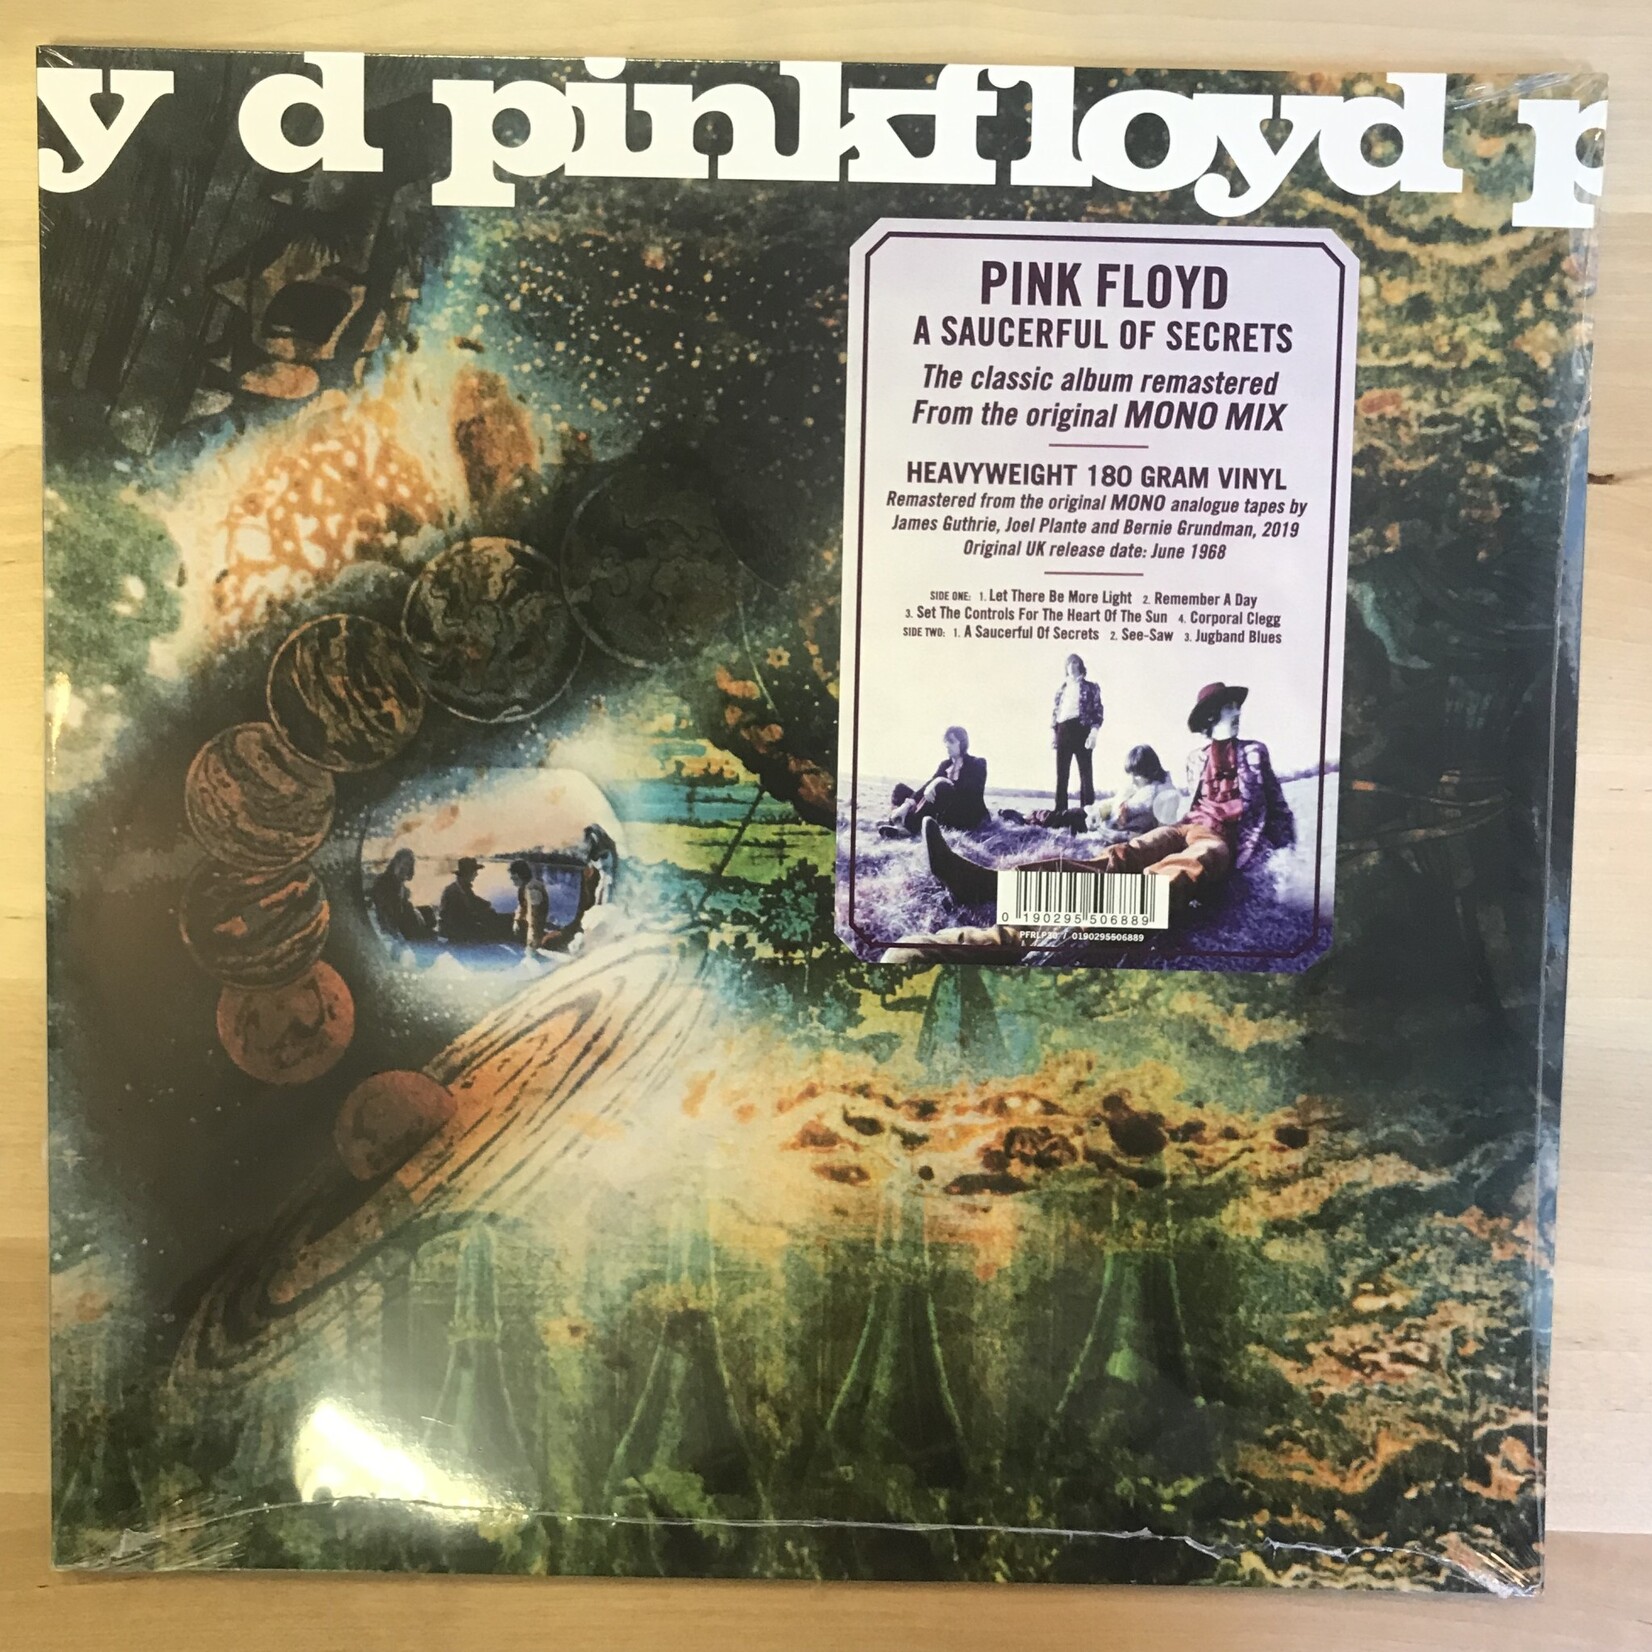 y d pinkfloyd p
PINK FLOYD
A SAUCERFUL OF SECRETS
The classic album remastered
From the original MONO MIX
HEAVYWEIGHT 180 GRAM VINYL
Remastered from the original MONO analogue tapes by
James Guthrie, Joel Plante and Bernie Grundman, 2019
Original UK release date: June 1968
SIDE ONE: 1. Let There Be More Light 2. Remember A Day
3. Set The Controls For The Heart Of The Sun 4. Corporal Clegg
SIDE TWO: 1. A Saucerful Of Secrets 2. See-Saw 3. Jugband Blues
0 190295 506889
/ 0190295506889